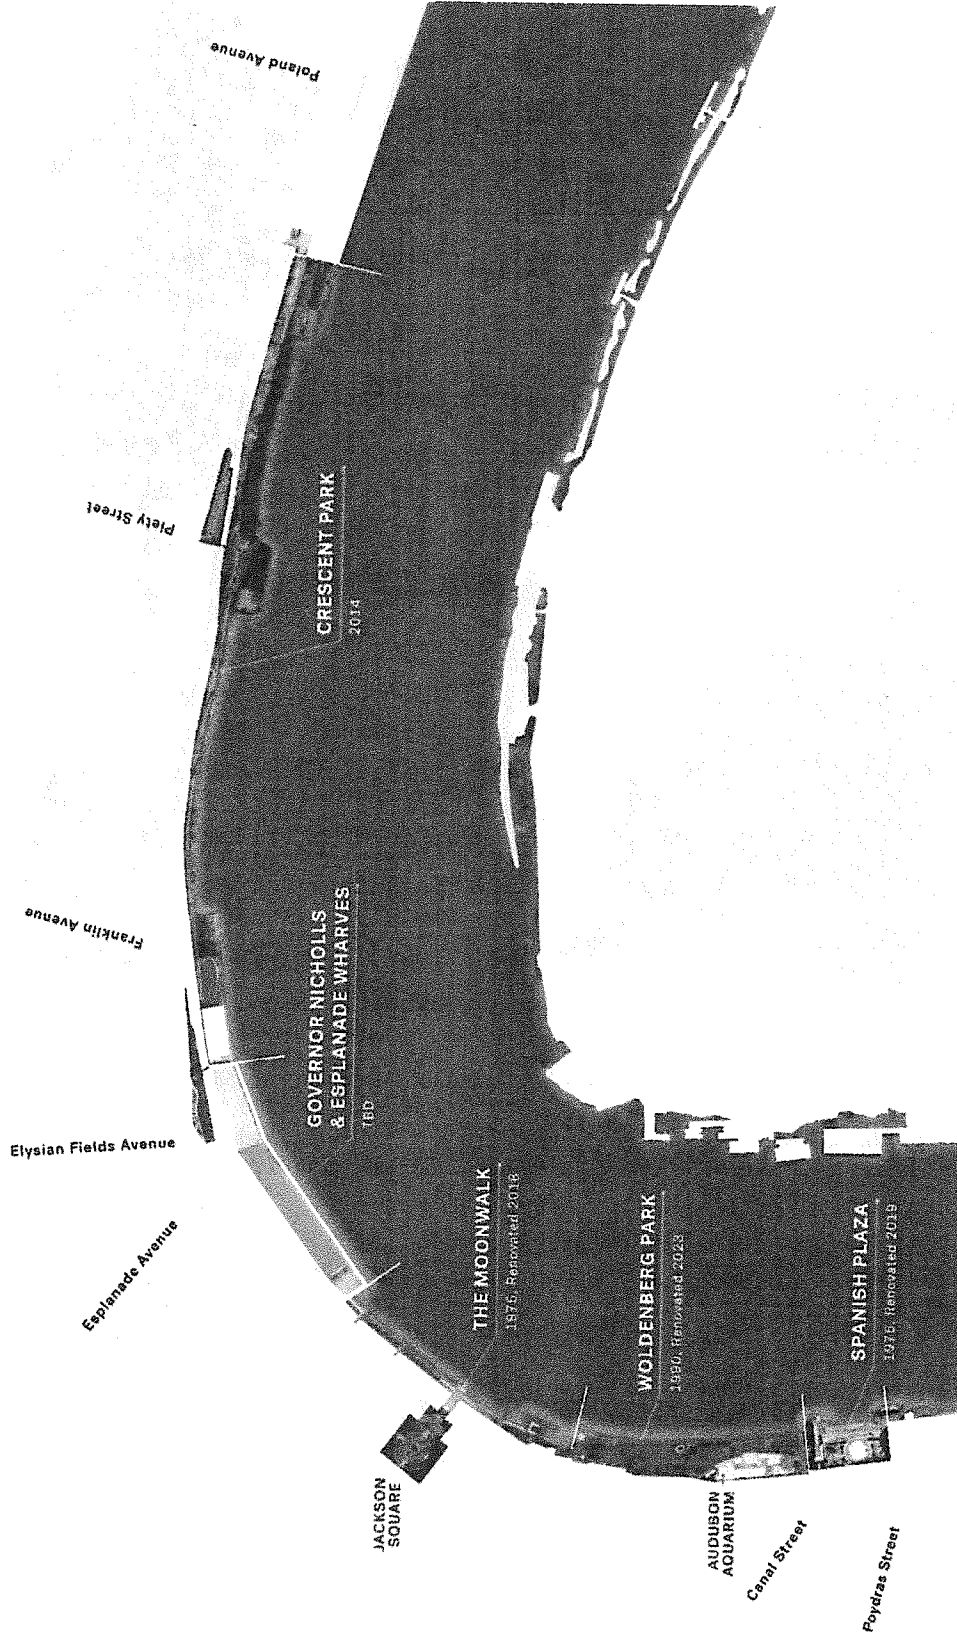 Poland Avenue
Piety Street
CRESCENT PARK
2014
Franklin Avenue
GOVERNOR NICHOLLS
& ESPLANADE WHARVES
TBD
Elysian Fields Avenue
Esplanade Avenue
THE MOONWALK
1976, Renovated 2018
WOLDENBERG PARK
1990, Renovated 2023
SPANISH PLAZA
1976, Renovated 2019
JACKSON
SQUARE
AUDUBON
AQUARIUM
Canal Street
Poydras Street